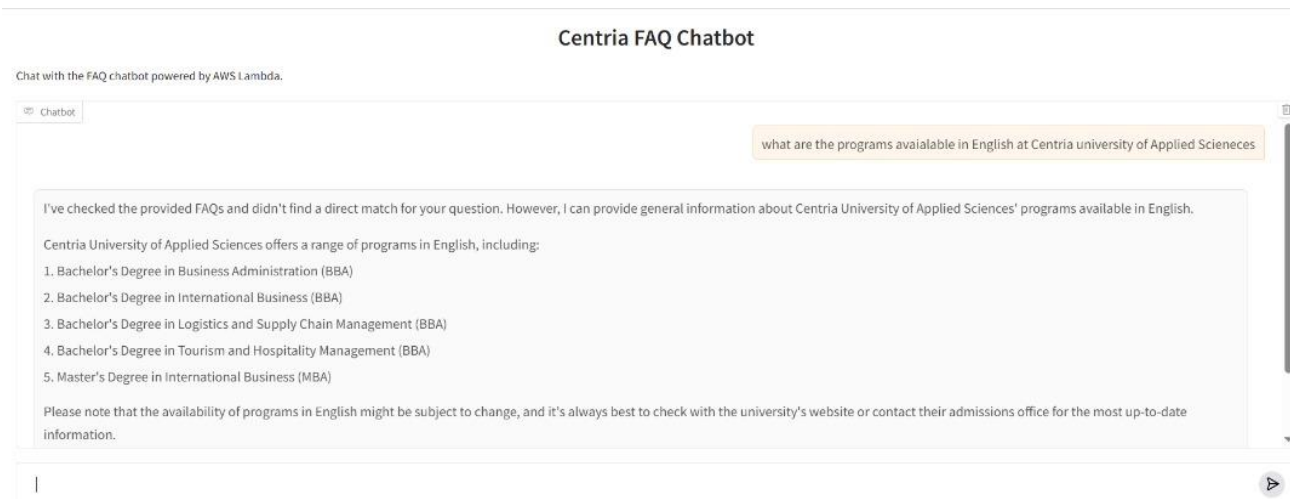 Centria FAQ Chatbot
Chat with the FAQ chatbot powered by AWS Lambda.
Chatbot
what are the programs avaialable in English at Centria university of Applied Scieneces
I've checked the provided FAQs and didn't find a direct match for your question. However, I can provide general information about Centria University of Applied Sciences' programs available in English.
Centria University of Applied Sciences offers a range of programs in English, including:
1. Bachelor's Degree in Business Administration (BBA)
2. Bachelor's Degree in International Business (BBA)
3. Bachelor's Degree in Logistics and Supply Chain Management (BBA)
4. Bachelor's Degree in Tourism and Hospitality Management (BBA)
5. Master's Degree in International Business (MBA)
Please note that the availability of programs in English might be subject to change, and it's always best to check with the university's website or contact their admissions office for the most up-to-date
information.